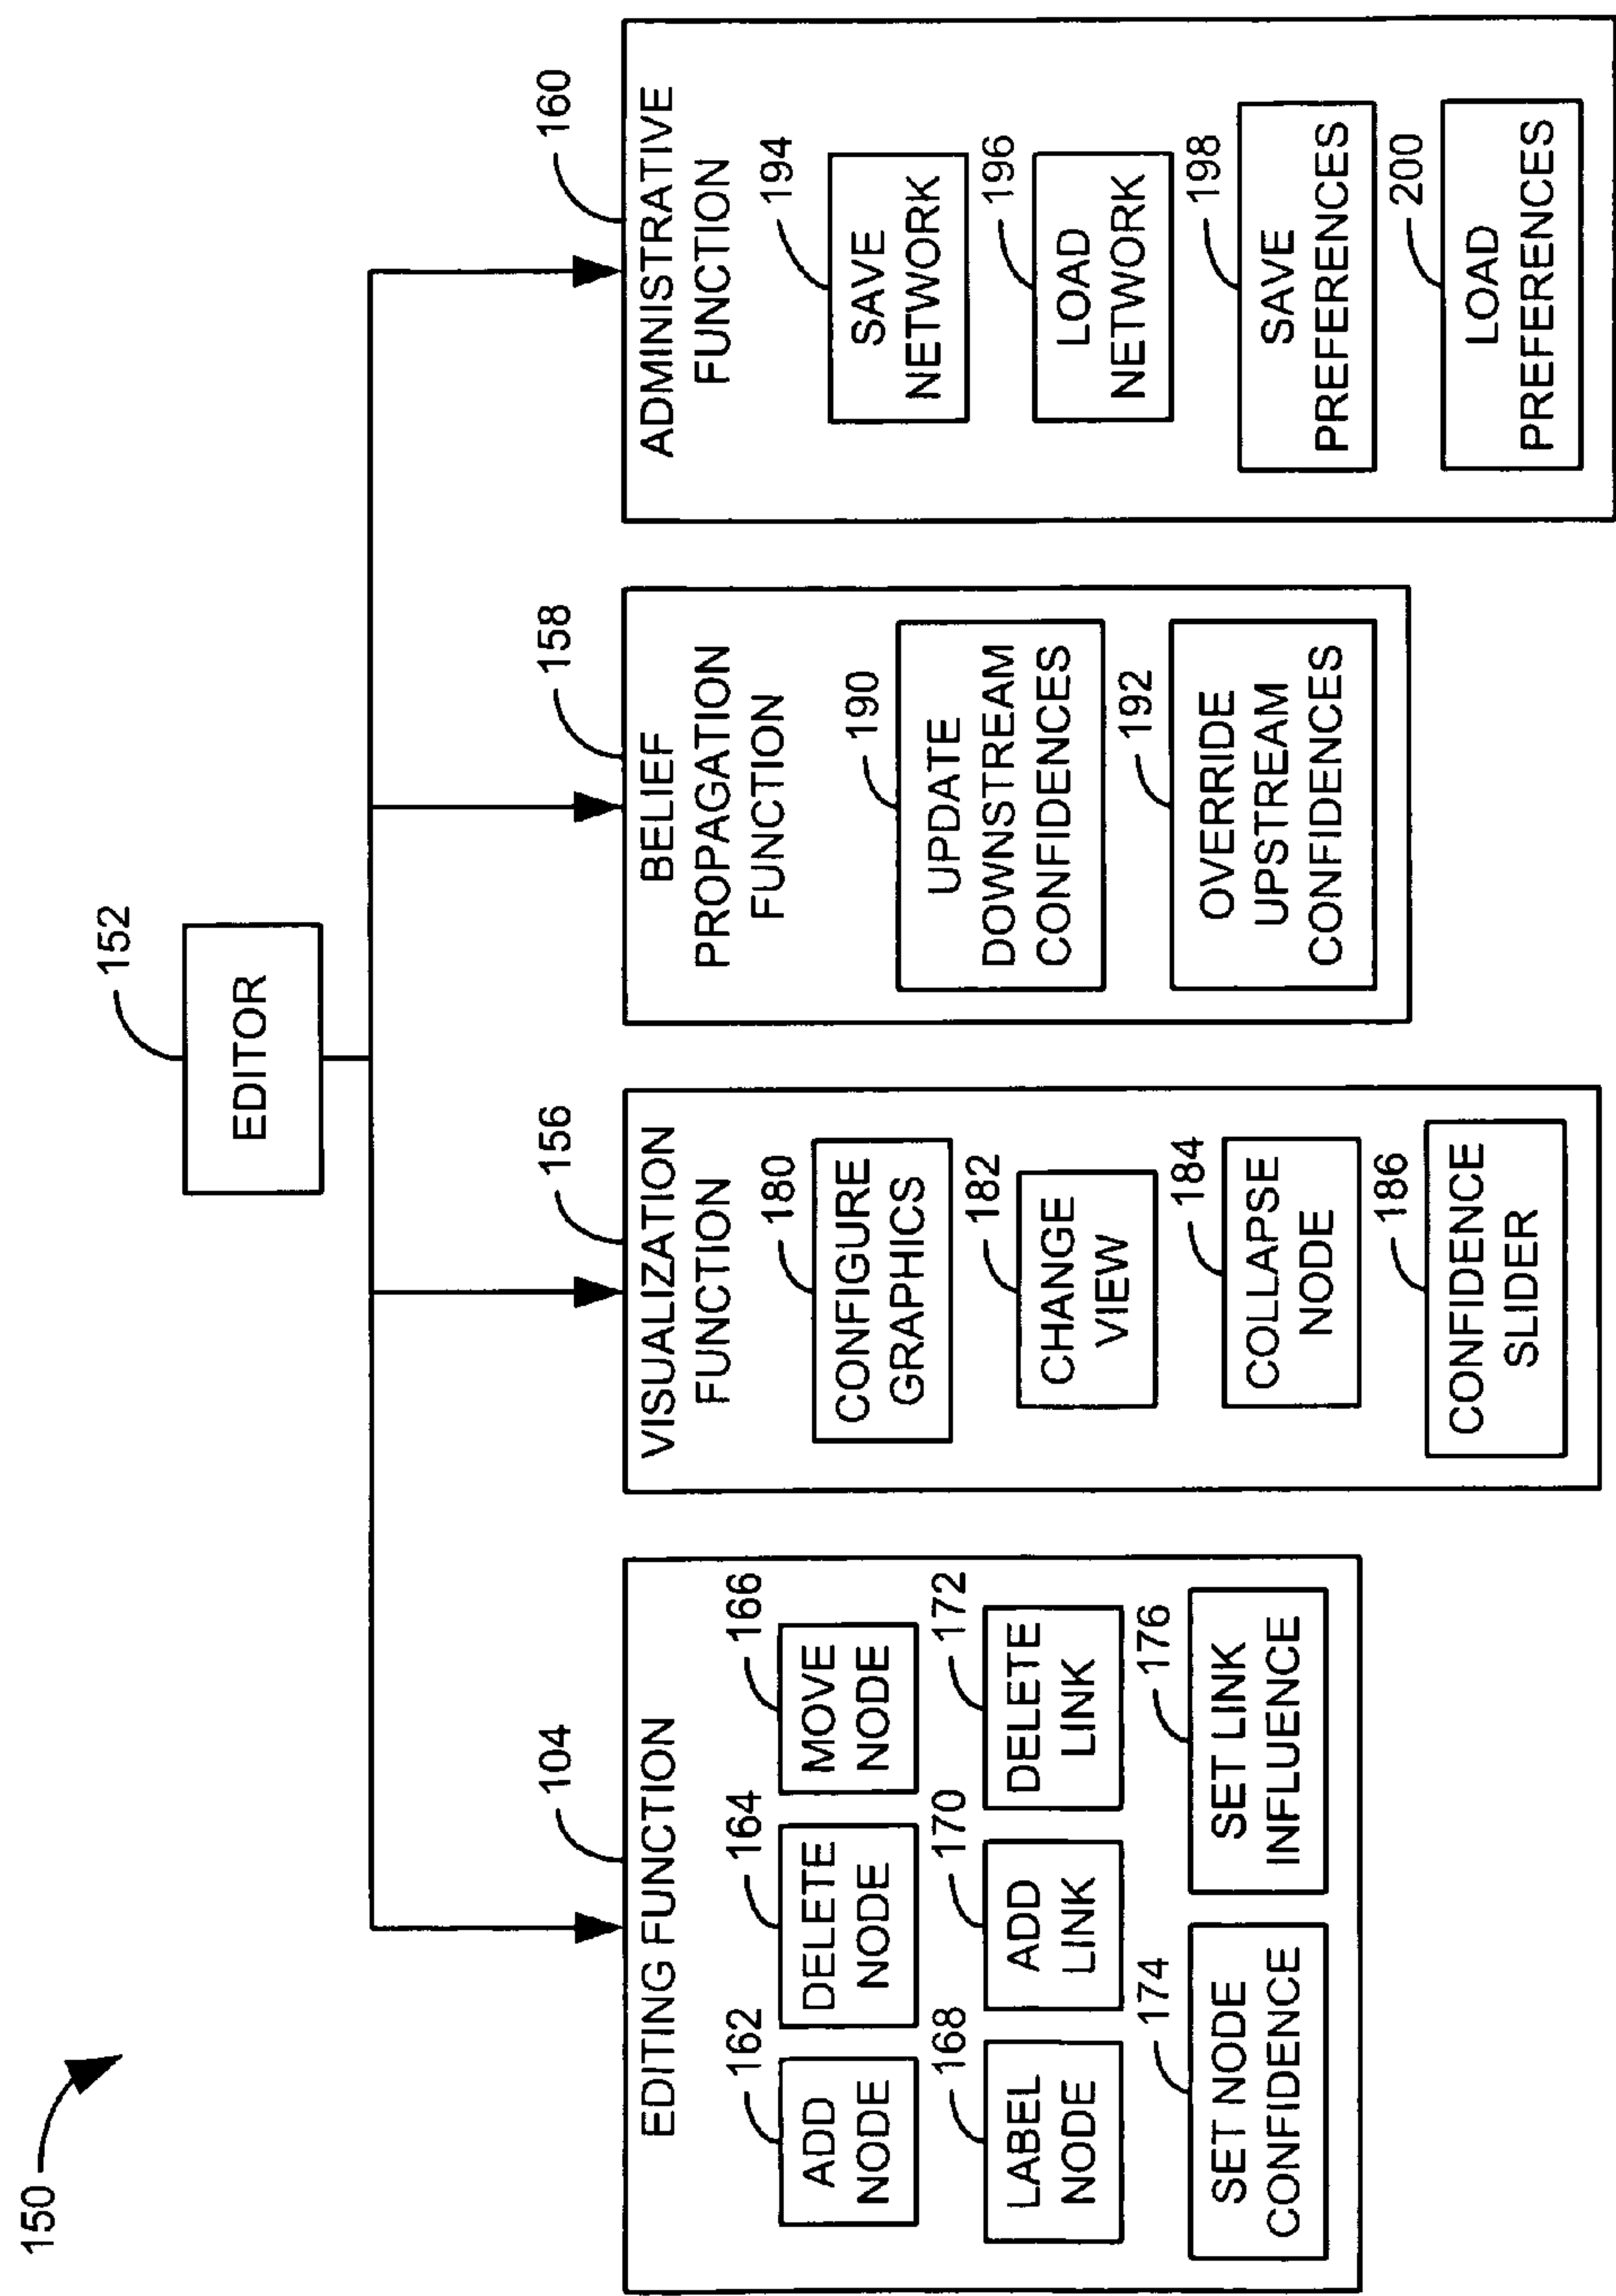 150
152
EDITOR
104
EDITING FUNCTION
162
ADD
NODE
164
DELETE
NODE
166
MOVE
NODE
168
LABEL
NODE
170
ADD
LINK
172
DELETE
LINK
174
SET NODE
CONFIDENCE
176
SET LINK
INFLUENCE
156
VISUALIZATION
FUNCTION
180
CONFIGURE
GRAPHICS
182
CHANGE
VIEW
184
COLLAPSE
NODE
186
CONFIDENCE
SLIDER
158
BELIEF
PROPAGATION
FUNCTION
190
UPDATE
DOWNSTREAM
CONFIDENCES
192
OVERRIDE
UPSTREAM
CONFIDENCES
160
ADMINISTRATIVE
FUNCTION
194
SAVE
NETWORK
196
LOAD
NETWORK
198
SAVE
PREFERENCES
200
LOAD
PREFERENCES